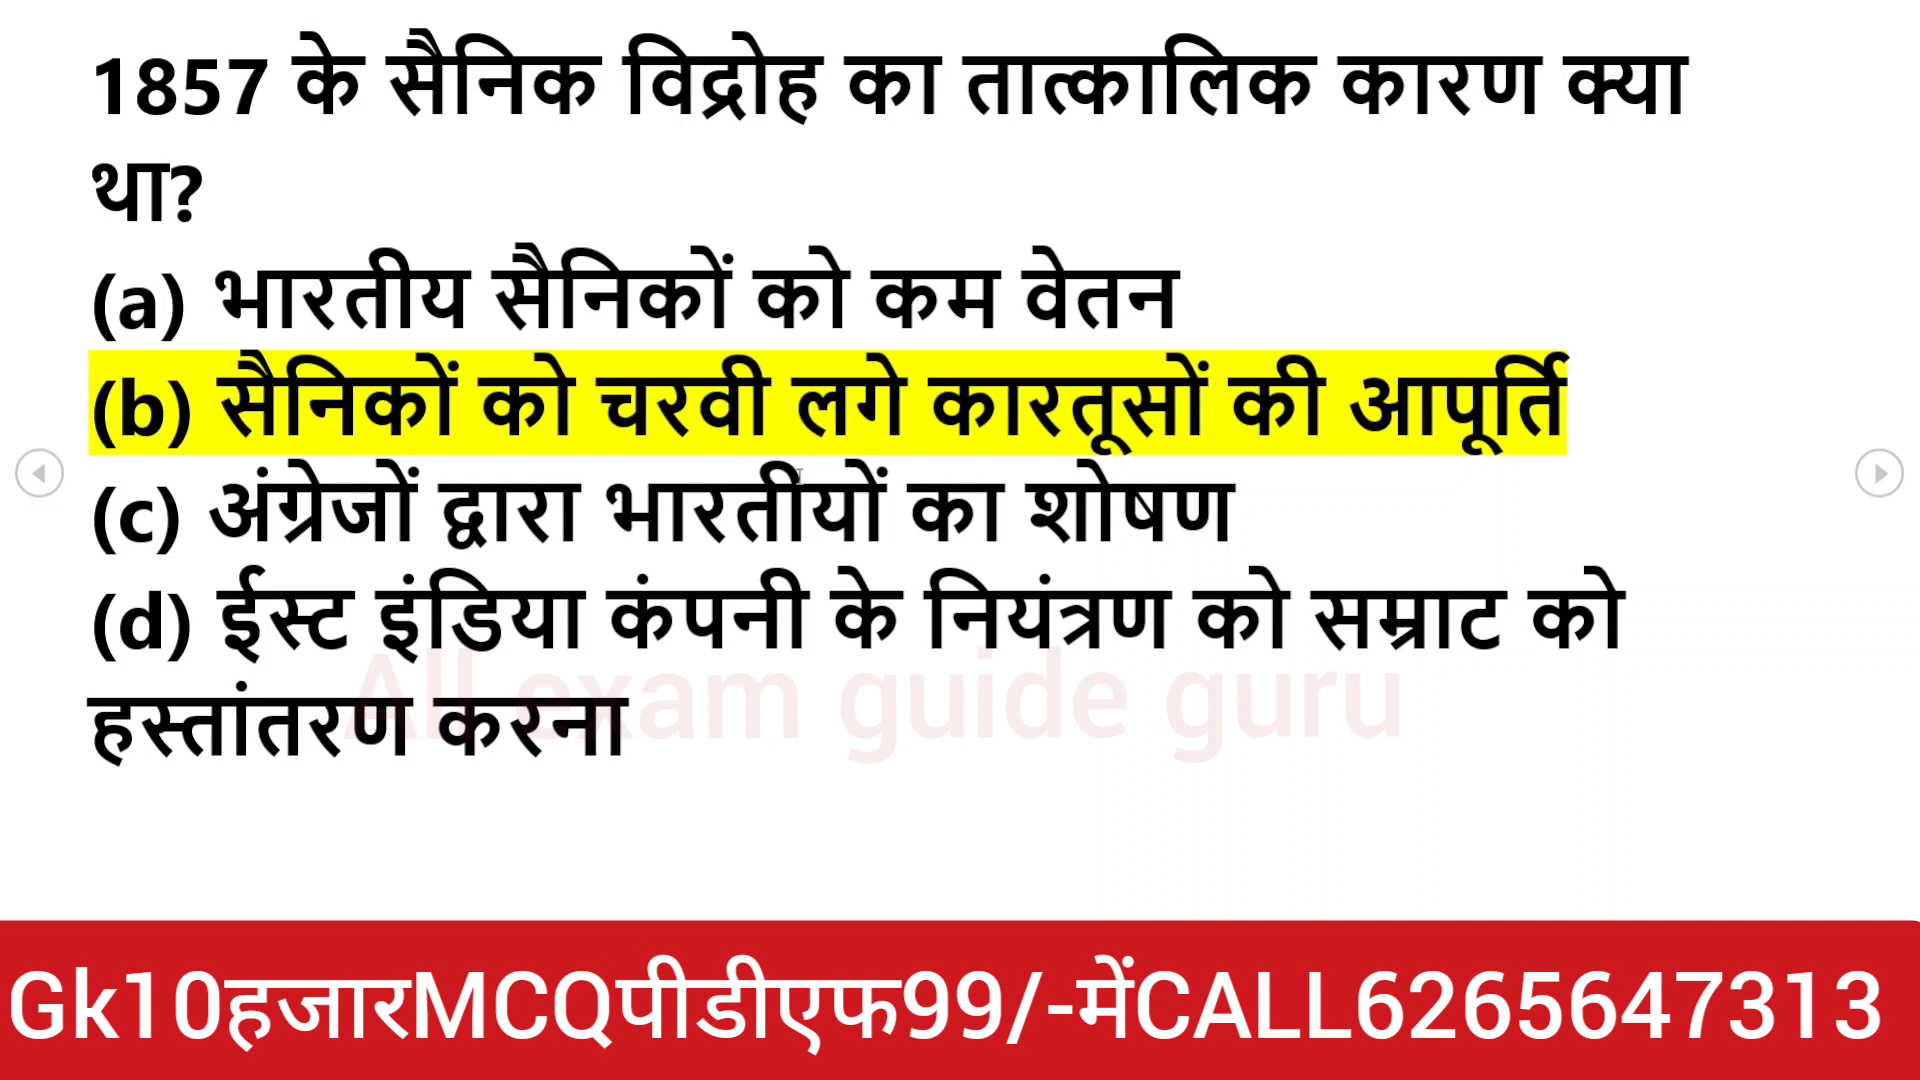 1857 के सैनिक विद्रोह का तात्कालिक कारण क्या
था?
(a) भारतीय सैनिकों को कम वेतन
(b) सैनिकों को चरवी लगे कारतूसों की आपूर्ति
(c) अंग्रेजों द्वारा भारतीयों का शोषण
(d) ईस्ट इंडिया कंपनी के नियंत्रण को सम्राट को
हस्तांतरण करना
All exam guide guru
Gk10हजारMCQपीडीएफ99/-मेंCALL6265647313